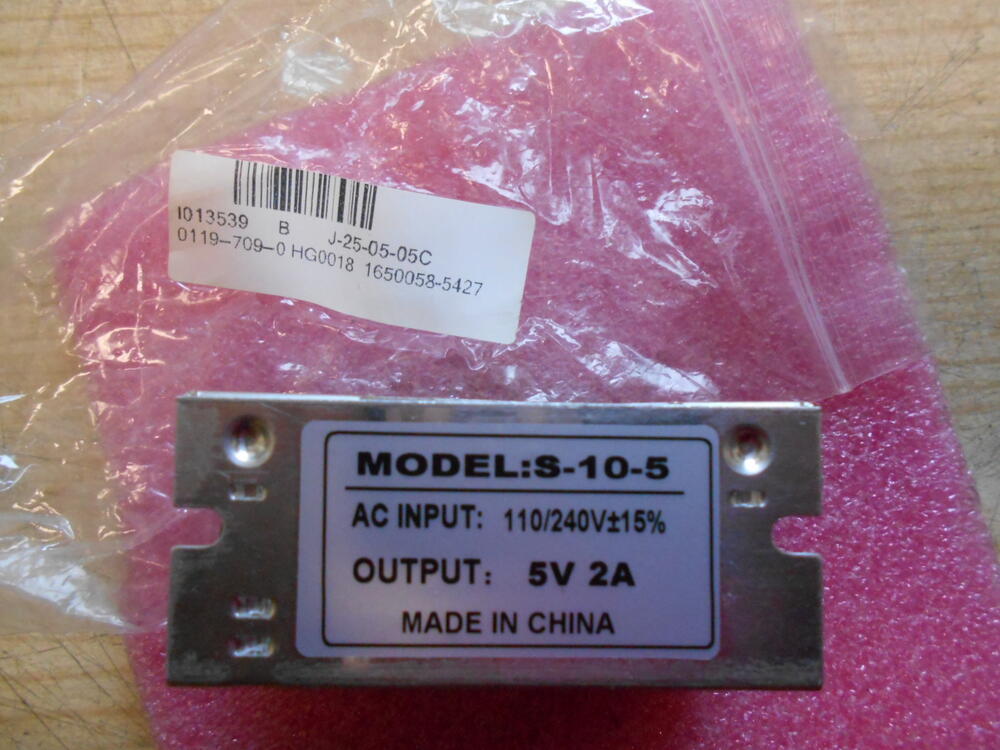 I013539 B J-25-05-05C
0119-709-0 HG0018 1650058-5427
MODEL:S-10-5
AC INPUT: 110/240V±15%
OUTPUT: 5V 2A
MADE IN CHINA